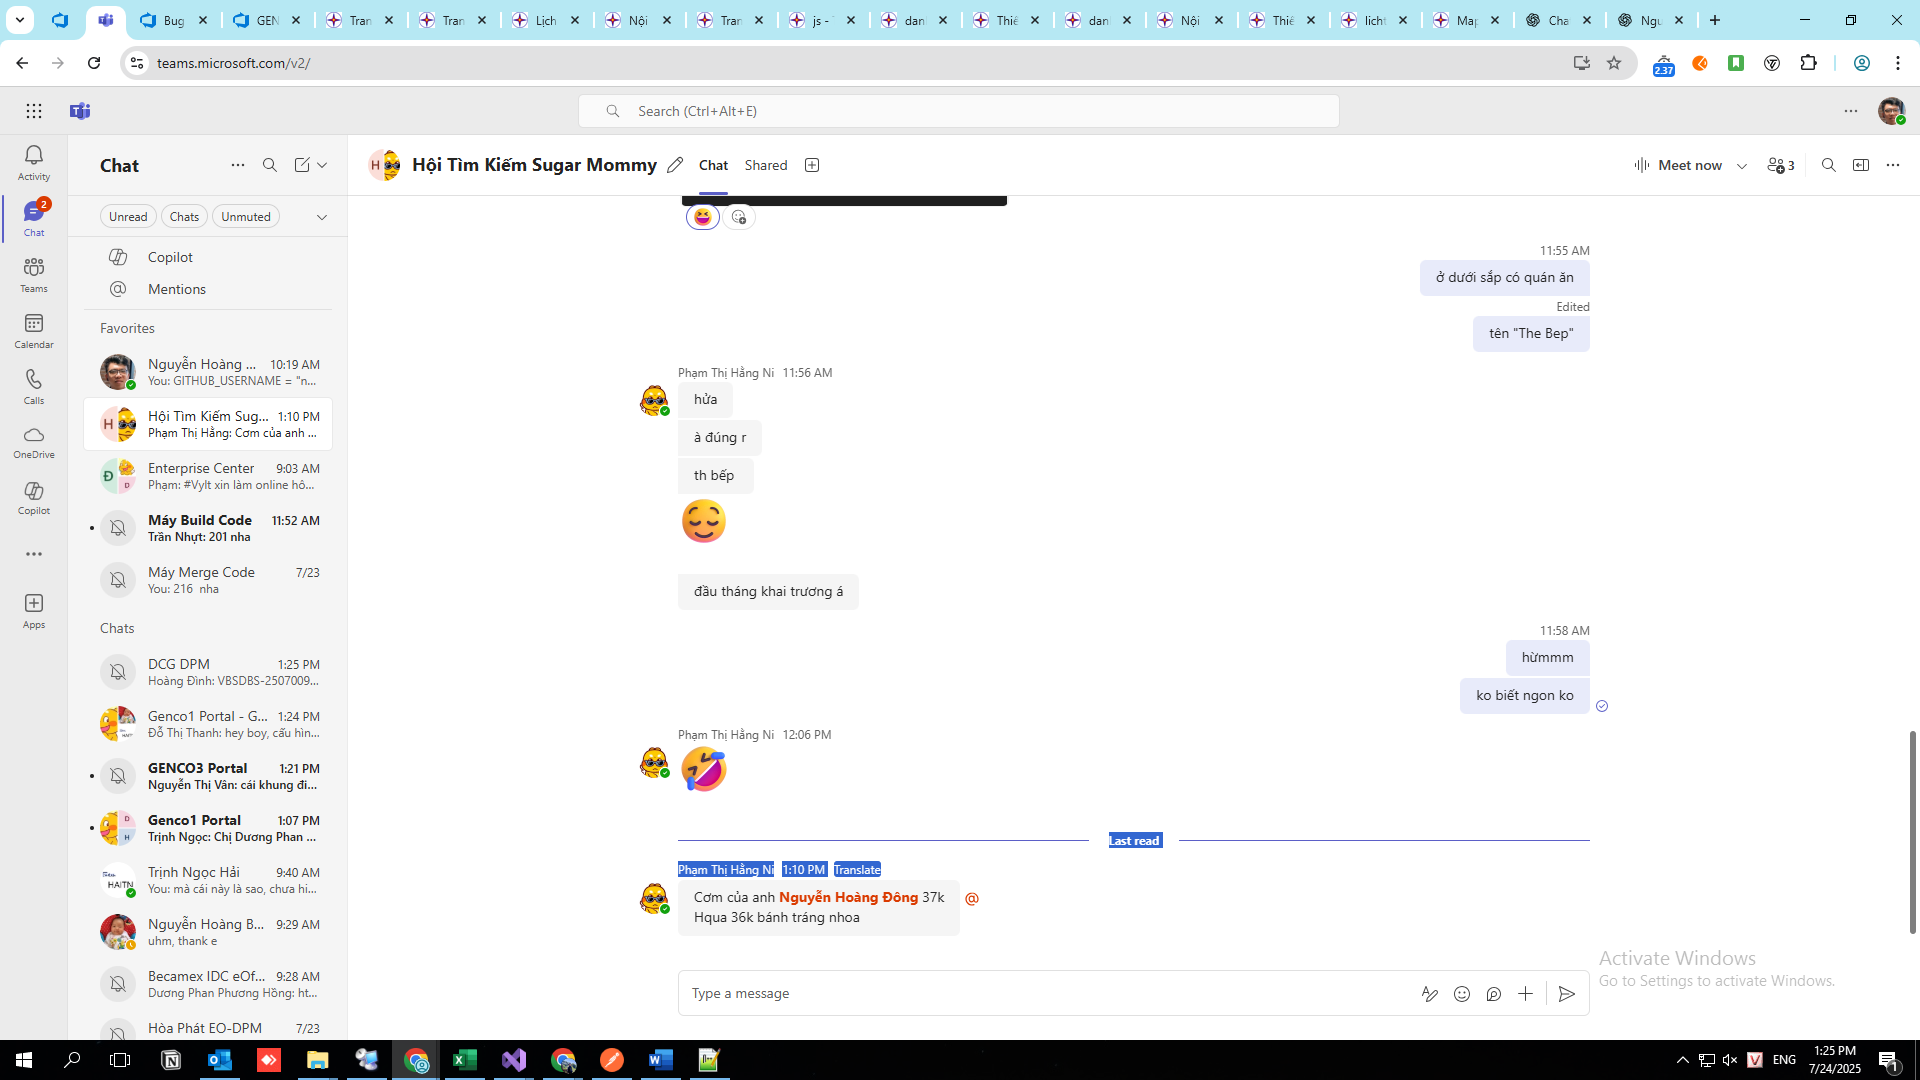 Bug
GEN
Tran
Tran
Lịch
Nội
Tran
js -
dan
Thiế
dan
Nội
Thiế
licht
Map
Cha
Ngu
teams.microsoft.com/v2/
2.37
Search (Ctrl+Alt+E)
Activity
2
Chat
Teams
Calendar
Calls
OneDrive
Copilot
Apps
Chat
Unread
Chats
Unmuted
Copilot
Mentions
Favorites
Nguyễn Hoàng ... 10:19 AM
You: GITHUB_USERNAME = "n...
Hội Tìm Kiếm Sug... 1:10 PM
Phạm Thị Hằng: Cơm của anh ...
Enterprise Center 9:03 AM
Phạm: #Vylt xin làm online hô...
Máy Build Code 11:52 AM
Trần Nhựt: 201 nha
Máy Merge Code 7/23
You: 216 nha
Chats
DCG DPM 1:25 PM
Hoàng Đình: VBSDBS-2507009...
Genco1 Portal - G... 1:24 PM
Đỗ Thị Thanh: hey boy, cấu hìn...
GENCO3 Portal 1:21 PM
Nguyễn Thị Vân: cái khung đi...
Genco1 Portal 1:07 PM
Trịnh Ngọc: Chị Dương Phan ...
Trịnh Ngọc Hải 9:40 AM
You: mà cái này là sao, chưa hi...
Nguyễn Hoàng B... 9:29 AM
uhm, thank e
Becamex IDC eOf... 9:28 AM
Dương Phan Phương Hồng: ht...
Hòa Phát EO-DPM 7/23
H Hội Tìm Kiếm Sugar Mommy
Chat
Shared
Meet now
3
11:55 AM
ở dưới sắp có quán ăn
Edited
tên "The Bep"
Phạm Thị Hằng Ni 11:56 AM
hửa
à đúng r
th bếp
đầu tháng khai trương á
11:58 AM
hừmmm
ko biết ngon ko
Phạm Thị Hằng Ni 12:06 PM
Last read
Phạm Thị Hằng Ni 1:10 PM Translate
Cơm của anh Nguyễn Hoàng Đông 37k
@
Hqua 36k bánh tráng nhoa
Type a message
Activate Windows
Go to Settings to activate Windows.
ENG
1:25 PM
7/24/2025
1